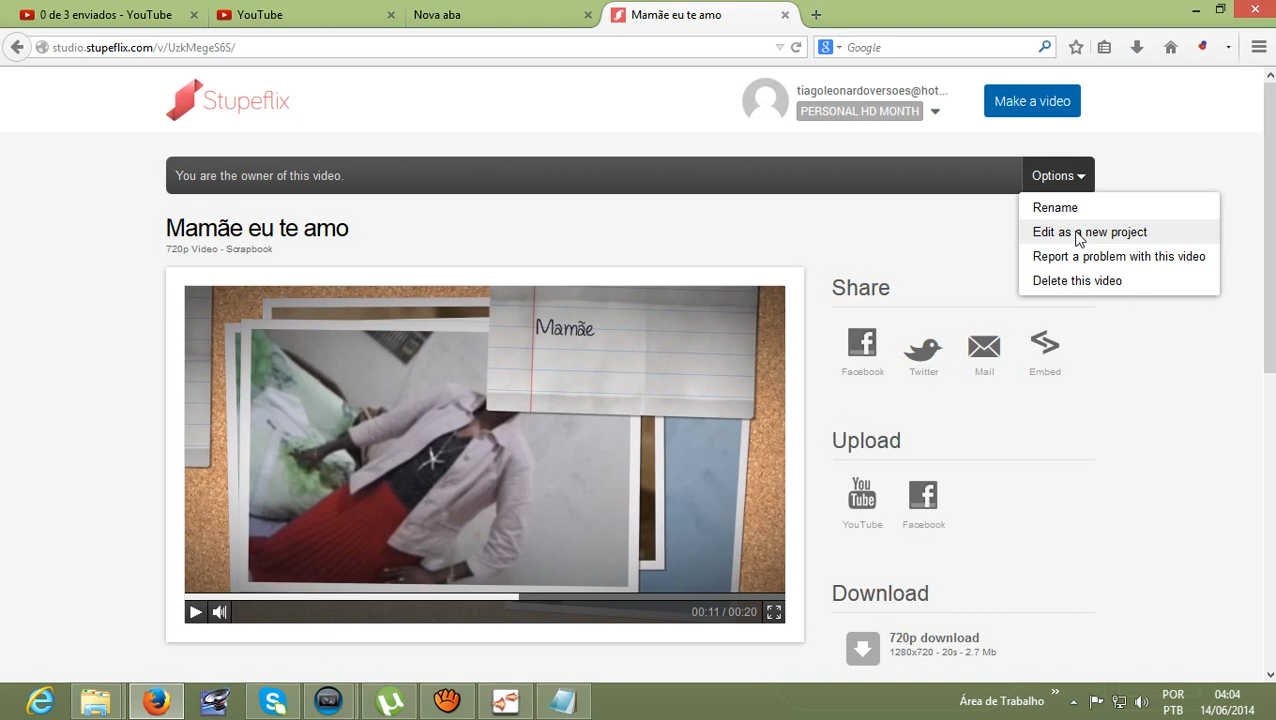 0 de 3 enviados - YouTube
YouTube
Nova aba
Mamãe eu te amo
studio.stupeflix.com/v/UzkMegeS6S/
Google
Stupeflix
tiagoleonardoversoes@hot...
PERSONAL HD MONTH
Make a video
You are the owner of this video.
Options
Rename
Edit as a new project
Report a problem with this video
Delete this video
Mamãe eu te amo
720p Video - Scrapbook
Mamãe
00:11 / 00:20
Share
Facebook
Twitter
Mail
Embed
Upload
You Tube
YouTube
Facebook
Download
720p download
1280x720 - 20s - 2.7 Mb
Área de Trabalho
POR
PTB
04:04
14/06/2014